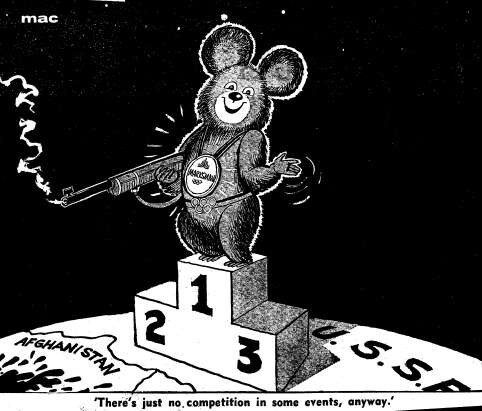 mac
1
2
3
AFGHANISTAN
U.S.S.R
'There's just no competition in some events, anyway.'